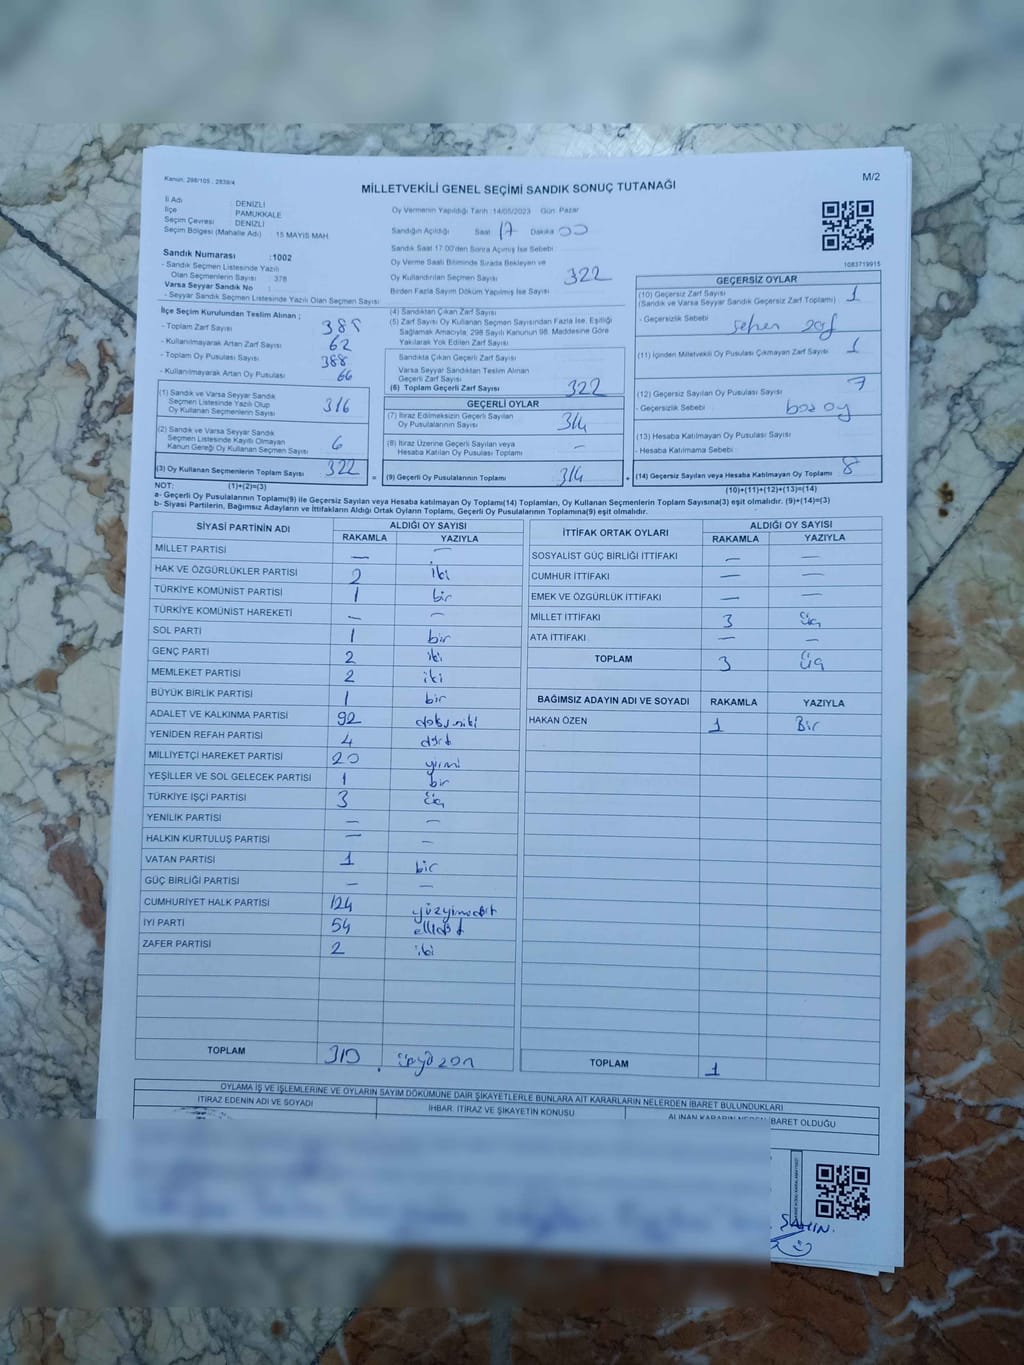 Kanun: 298/105 , 2839/4
MİLLETVEKİLİ GENEL SEÇİMİ SANDIK SONUÇ TUTANAĞI
M/2
İl Adı : DENİZLİ
İlçe : PAMUKKALE
Seçim Çevresi : DENİZLİ
Seçim Bölgesi (Mahalle Adı) : 15 MAYIS MAH.
Sandık Numarası : 1002
- Sandık Seçmen Listesinde Yazılı
Olan Seçmenlerin Sayısı : 378
Varsa Seyyar Sandık No :
- Seyyar Sandık Seçmen Listesinde Yazılı Olan Seçmen Sayısı :
Oy Vermenin Yapıldığı Tarih :14/05/2023 Gün: Pazar
Sandığın Açıldığı Saat 17 Dakika 00
Sandık Saat 17:00'den Sonra Açılmış İse Sebebi :
Oy Verme Saati Bitiminde Sırada Bekleyen ve
Oy Kullandırılan Seçmen Sayısı 322
Birden Fazla Sayım Döküm Yapılmış İse Sayısı
1083719915
İlçe Seçim Kurulundan Teslim Alınan ;
- Toplam Zarf Sayısı 388
- Kullanılmayarak Artan Zarf Sayısı 62
- Toplam Oy Pusulası Sayısı 388
- Kullanılmayarak Artan Oy Pusulası 66
(1) Sandık ve Varsa Seyyar Sandık
Seçmen Listesinde Yazılı Olup
Oy Kullanan Seçmenlerin Sayısı 316
(2) Sandık ve Varsa Seyyar Sandık
Seçmen Listesinde Kayıtlı Olmayan
Kanun Gereği Oy Kullanan Seçmen Sayısı 6
(3) Oy Kullanan Seçmenlerin Toplam Sayısı 322
(4) Sandıktan Çıkan Zarf Sayısı
(5) Zarf Sayısı Oy Kullanan Seçmen Sayısından Fazla İse, Eşitliği
Sağlamak Amacıyla, 298 Sayılı Kanunun 98. Maddesine Göre
Yakılarak Yok Edilen Zarf Sayısı
Sandıkta Çıkan Geçerli Zarf Sayısı
Varsa Seyyar Sandıktan Teslim Alınan
Geçerli Zarf Sayısı
(6) Toplam Geçerli Zarf Sayısı 322
GEÇERLİ OYLAR
(7) İtiraz Edilmeksizin Geçerli Sayılan
Oy Pusulalarının Sayısı 314
(8) İtiraz Üzerine Geçerli Sayılan veya
Hesaba Katılan Oy Pusulası Toplamı -
= (9) Geçerli Oy Pusulalarının Toplamı 314
GEÇERSİZ OYLAR
(10) Geçersiz Zarf Sayısı
(Sandık ve Varsa Seyyar Sandık Geçersiz Zarf Toplamı) 1
- Geçersizlik Sebebi zarf
(11) İçinden Milletvekili Oy Pusulası Çıkmayan Zarf Sayısı 1
(12) Geçersiz Sayılan Oy Pusulası Sayısı 7
- Geçersizlik Sebebi bos oy
(13) Hesaba Katılmayan Oy Pusulası Sayısı
- Hesaba Katılmama Sebebi
+ (14) Geçersiz Sayılan veya Hesaba Katılmayan Oy Toplamı 8
NOT: (1)+(2)=(3)
(10)+(11)+(12)+(13)=(14)
a- Geçerli Oy Pusulalarının Toplamı(9) ile Geçersiz Sayılan veya Hesaba katılmayan Oy Toplamı(14) Toplamları, Oy Kullanan Seçmenlerin Toplam Sayısına(3) eşit olmalıdır. (9)+(14)=(3)
b- Siyasi Partilerin, Bağımsız Adayların ve İttifakların Aldığı Ortak Oyların Toplamı, Geçerli Oy Pusulalarının Toplamına(9) eşit olmalıdır.
SİYASİ PARTİNİN ADI ALDIĞI OY SAYISI
RAKAMLA YAZIYLA
MİLLET PARTİSİ — —
HAK VE ÖZGÜRLÜKLER PARTİSİ 2 iki
TÜRKİYE KOMÜNİST PARTİSİ 1 bir
TÜRKİYE KOMÜNİST HAREKETİ — —
SOL PARTİ 1 bir
GENÇ PARTİ 2 iki
MEMLEKET PARTİSİ 2 iki
BÜYÜK BİRLİK PARTİSİ 1 bir
ADALET VE KALKINMA PARTİSİ 92 doksaniki
YENİDEN REFAH PARTİSİ 4 dört
MİLLİYETÇİ HAREKET PARTİSİ 20 yirmi
YEŞİLLER VE SOL GELECEK PARTİSİ 1 bir
TÜRKİYE İŞÇİ PARTİSİ 3 üç
YENİLİK PARTİSİ — —
HALKIN KURTULUŞ PARTİSİ — —
VATAN PARTİSİ 1 bir
GÜÇ BİRLİĞİ PARTİSİ — —
CUMHURİYET HALK PARTİSİ 124 yüzyirmidört
İYİ PARTİ 54 ellidört
ZAFER PARTİSİ 2 iki
TOPLAM 310 üçyüzon
İTTİFAK ORTAK OYLARI ALDIĞI OY SAYISI
RAKAMLA YAZIYLA
SOSYALİST GÜÇ BİRLİĞİ İTTİFAKI — —
CUMHUR İTTİFAKI — —
EMEK VE ÖZGÜRLÜK İTTİFAKI — —
MİLLET İTTİFAKI 3 üç
ATA İTTİFAKI — —
TOPLAM 3 üç
BAĞIMSIZ ADAYIN ADI VE SOYADI RAKAMLA YAZIYLA
HAKAN ÖZEN 1 Bir
TOPLAM 1
OYLAMA İŞ VE İŞLEMLERİNE VE OYLARIN SAYIM DÖKÜMÜNE DAİR ŞİKAYETLERLE BUNLARA AİT KARARLARIN NELERDEN İBARET BULUNDUKLARI
İTİRAZ EDENİN ADI VE SOYADI
İHBAR, İTİRAZ VE ŞİKAYETİN KONUSU
ALINAN KARARIN NEDEN İBARET OLDUĞU
ŞAHİN.